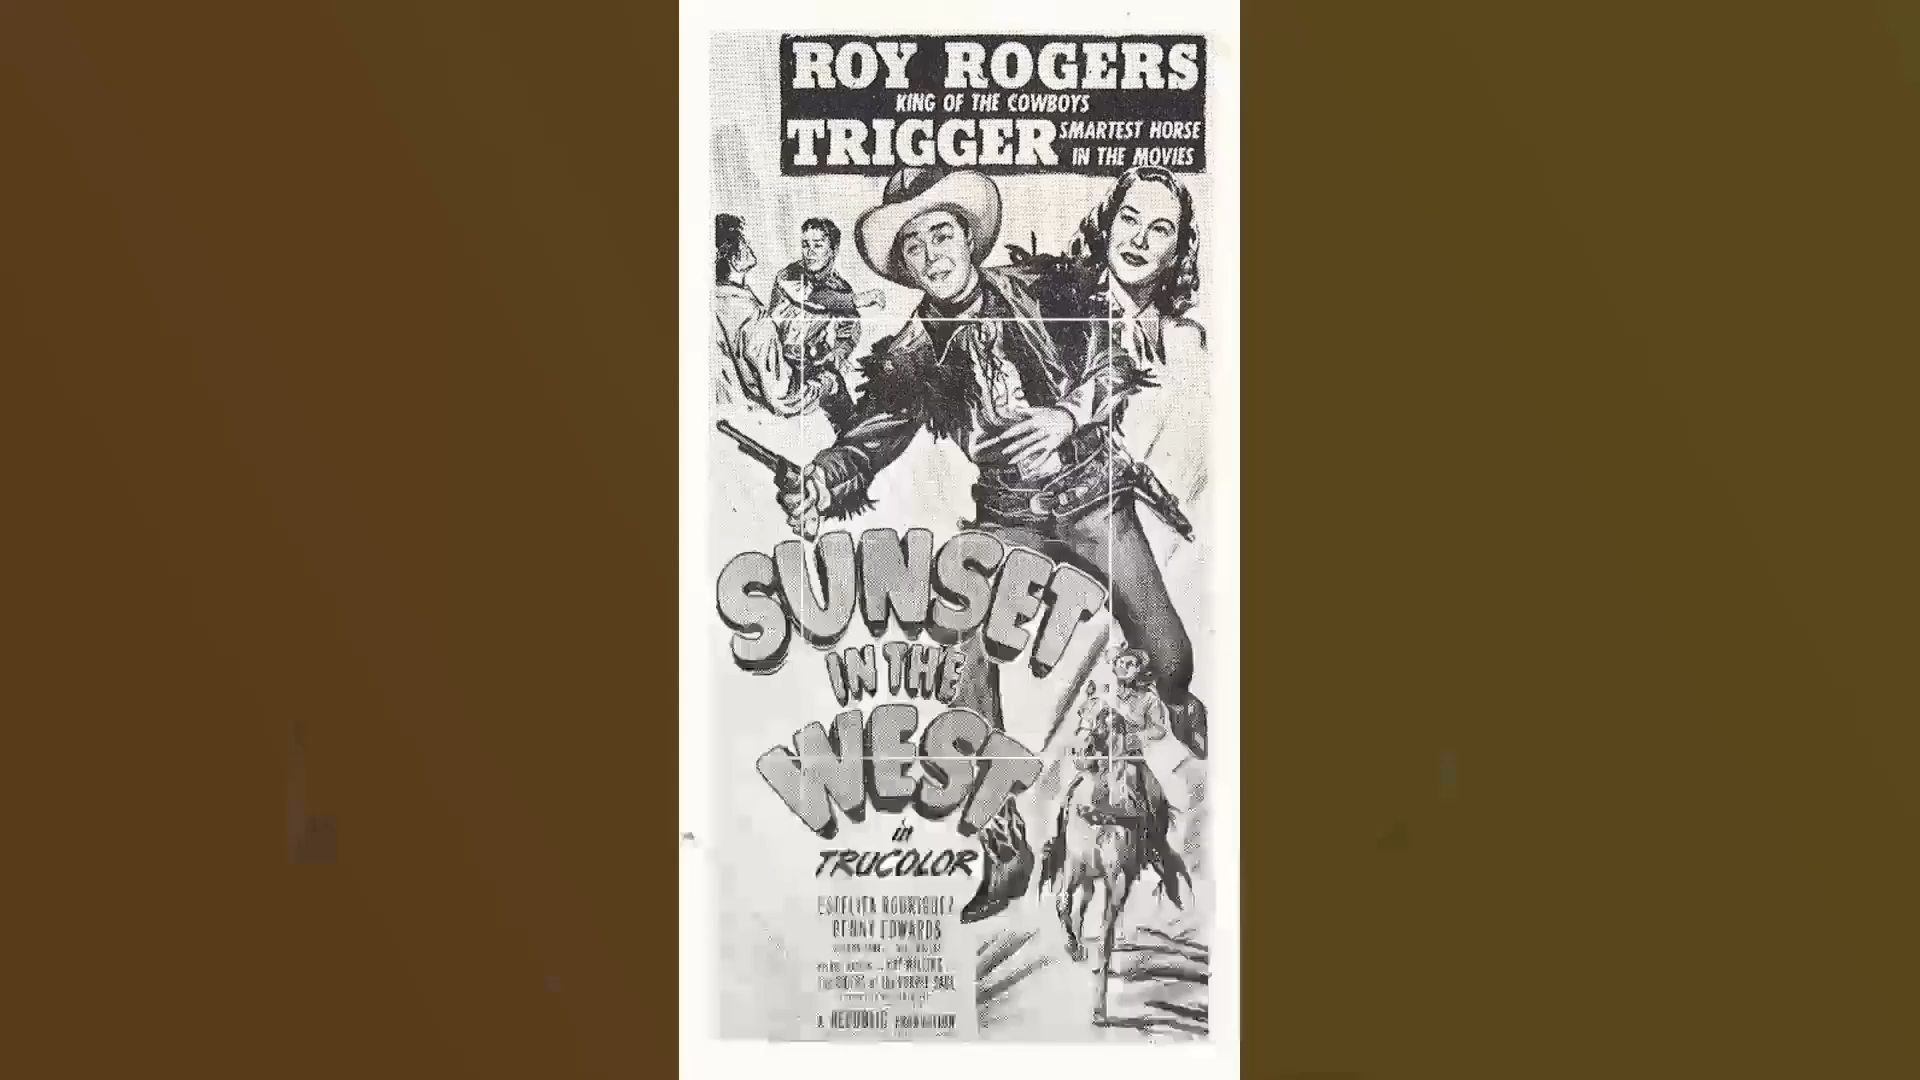 ROY ROGERS
KING OF THE COWBOYS
TRIGGER SMARTEST HORSE
IN THE MOVIES
SUNSET
IN THE
WEST
in
TRUCOLOR
ESTELITA RODRIGUEZ
PENNY EDWARDS
A REPUBLIC PRODUCTION